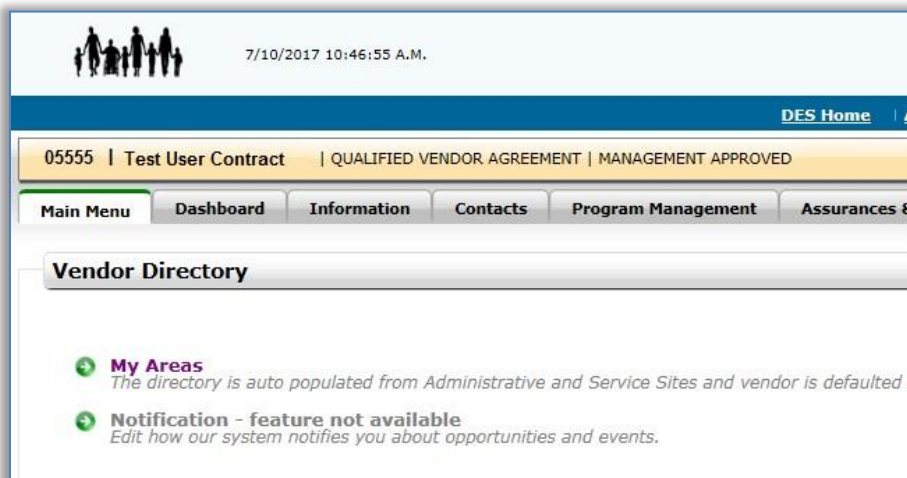 7/10/2017 10:46:55 A.M.
DES Home |
05555 | Test User Contract | QUALIFIED VENDOR AGREEMENT | MANAGEMENT APPROVED
Main Menu Dashboard Information Contacts Program Management Assurances &
Vendor Directory
My Areas
The directory is auto populated from Administrative and Service Sites and vendor is defaulted
Notification - feature not available
Edit how our system notifies you about opportunities and events.